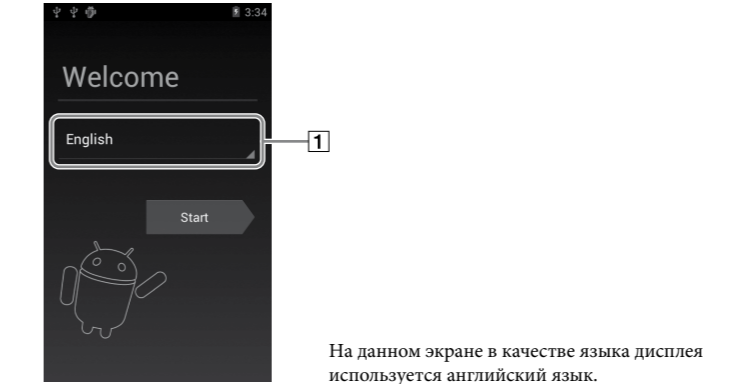 3:34
Welcome
English
1
Start
На данном экране в качестве языка дисплея
используется английский язык.